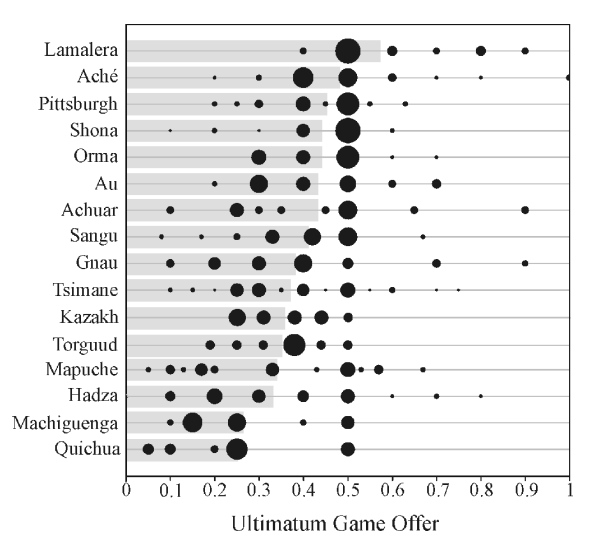 Lamalera
Aché
Pittsburgh
Shona
Orma
Au
Achuar
Sangu
Gnau
Tsimane
Kazakh
Torguud
Mapuche
Hadza
Machiguenga
Quichua
0 0.1 0.2 0.3 0.4 0.5 0.6 0.7 0.8 0.9 1
Ultimatum Game Offer